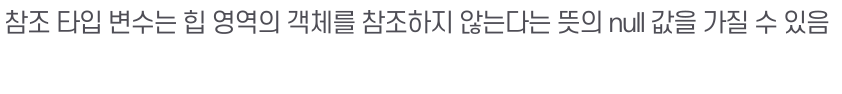 참조 타입 변수는 힙 영역의 객체를 참조하지 않는다는 뜻의 null 값을 가질 수 있음